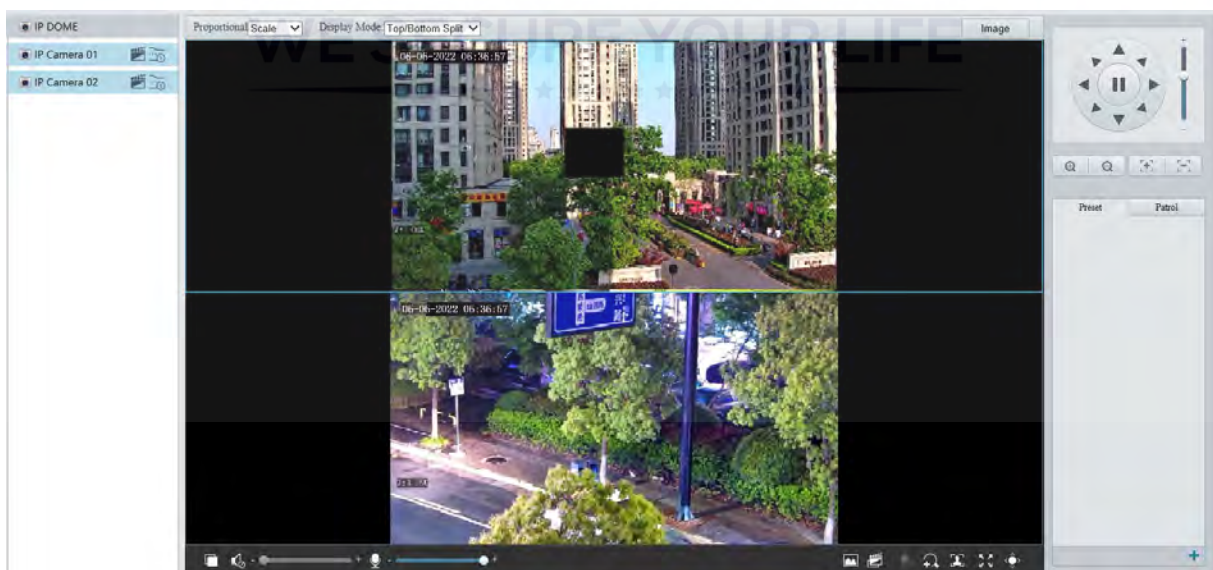 IP DOME
IP Camera 01
IP Camera 02
Proportional Scale Display Mode Top/Bottom Split Image
WE SECURE YOUR LIFE
06-06-2022 06:36:57
06-06-2022 06:36:57
Preset Patrol